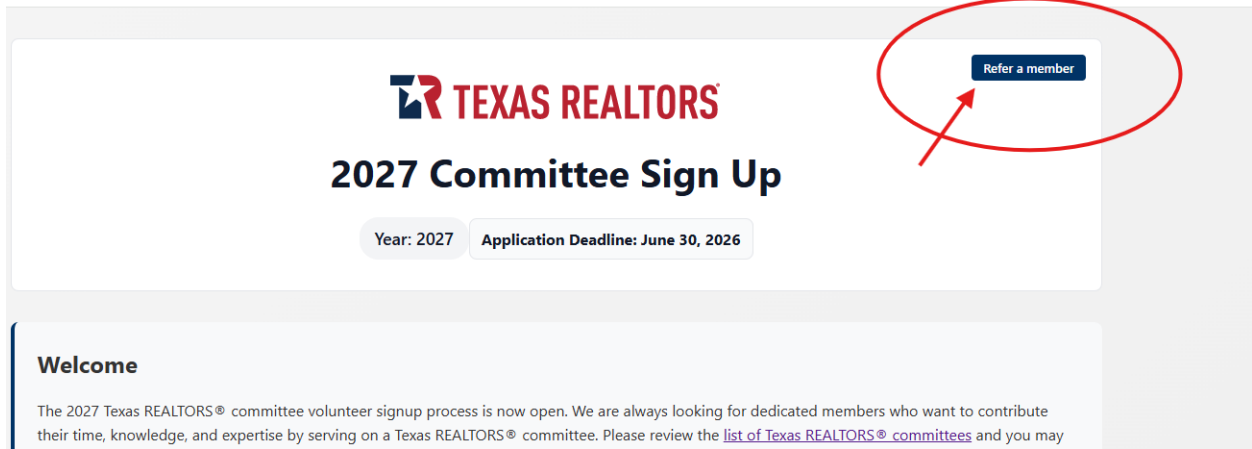 Refer a member
TEXAS REALTORS®
2027 Committee Sign Up
Year: 2027
Application Deadline: June 30, 2026
Welcome
The 2027 Texas REALTORS® committee volunteer signup process is now open. We are always looking for dedicated members who want to contribute
their time, knowledge, and expertise by serving on a Texas REALTORS® committee. Please review the list of Texas REALTORS® committees and you may